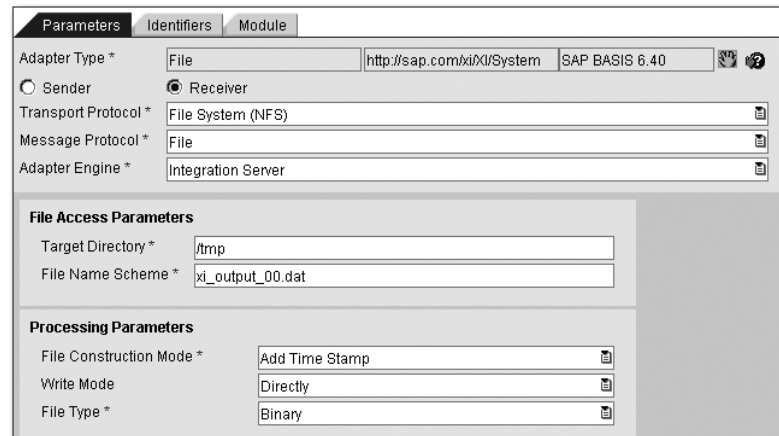 Parameters Identifiers Module
Adapter Type * File http://sap.com/xi/XI/System SAP BASIS 6.40
Sender Receiver
Transport Protocol * File System (NFS)
Message Protocol * File
Adapter Engine * Integration Server
File Access Parameters
Target Directory * /tmp
File Name Scheme * xi_output_00.dat
Processing Parameters
File Construction Mode * Add Time Stamp
Write Mode Directly
File Type * Binary